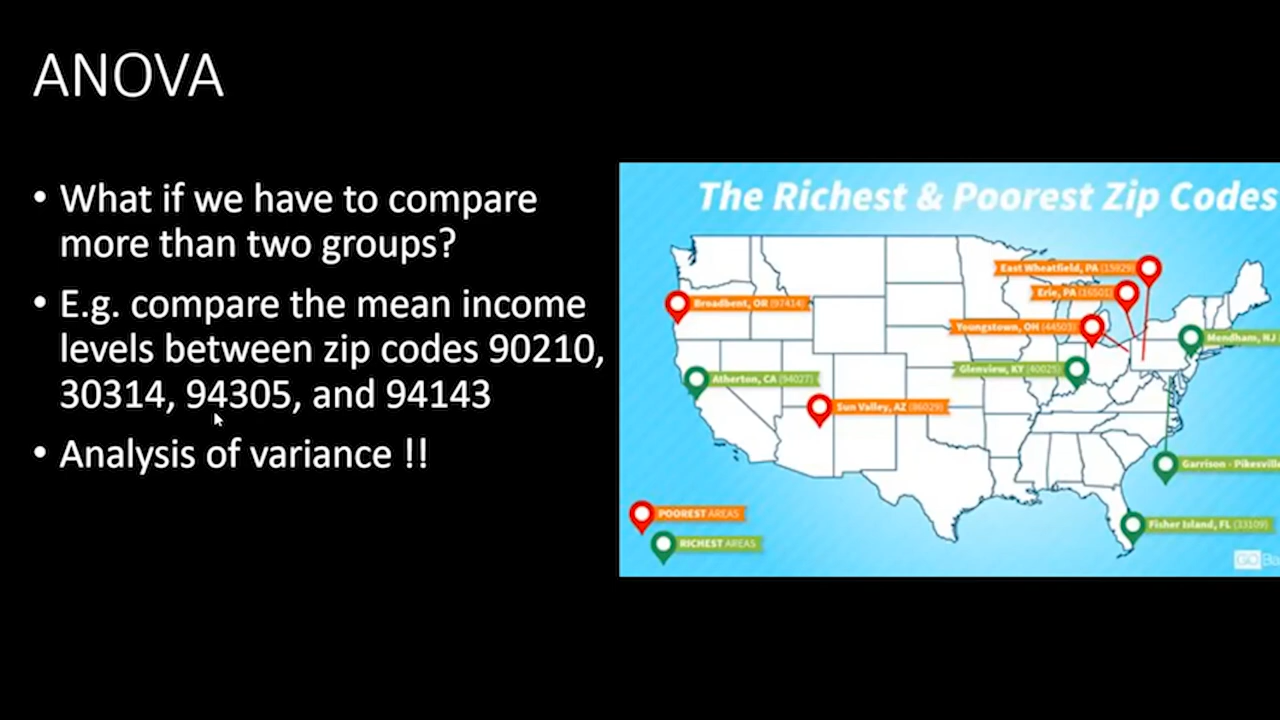 ANOVA
• What if we have to compare
more than two groups?
• E.g. compare the mean income
levels between zip codes 90210,
30314, 94305, and 94143
• Analysis of variance !!
The Richest & Poorest Zip Codes
East Wheatfield, PA (15929)
Erie, PA (16501)
Broadbent, OR (97414)
Youngstown, OH (44503)
Mendham, NJ
Glenview, KY (40025)
Atherton, CA (94027)
Sun Valley, AZ (86029)
Garrison - Pikesville
POOREST AREAS
Fisher Island, FL (33109)
RICHEST AREAS
GO